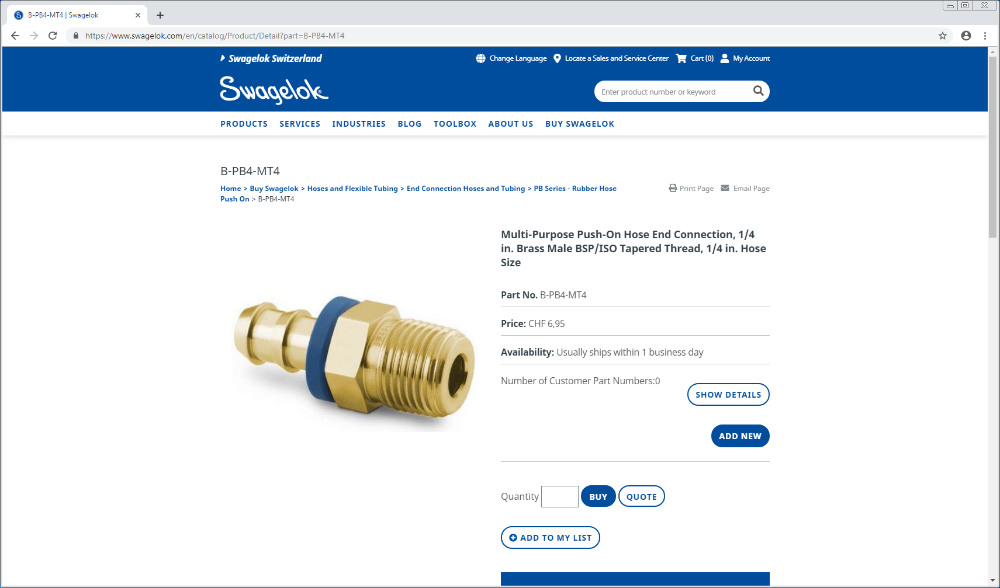 B-PB4-MT4 | Swagelok
https://www.swagelok.com/en/catalog/Product/Detail?part=B-PB4-MT4
Swagelok Switzerland
Change Language
Locate a Sales and Service Center
Cart (0)
My Account
Swagelok®
Enter product number or keyword
PRODUCTS
SERVICES
INDUSTRIES
BLOG
TOOLBOX
ABOUT US
BUY SWAGELOK
B-PB4-MT4
Home > Buy Swagelok > Hoses and Flexible Tubing > End Connection Hoses and Tubing > PB Series - Rubber Hose
Push On > B-PB4-MT4
Print Page
Email Page
Multi-Purpose Push-On Hose End Connection, 1/4
in. Brass Male BSP/ISO Tapered Thread, 1/4 in. Hose
Size
Part No. B-PB4-MT4
Price: CHF 6,95
Availability: Usually ships within 1 business day
Number of Customer Part Numbers:0
SHOW DETAILS
ADD NEW
Quantity
BUY
QUOTE
ADD TO MY LIST